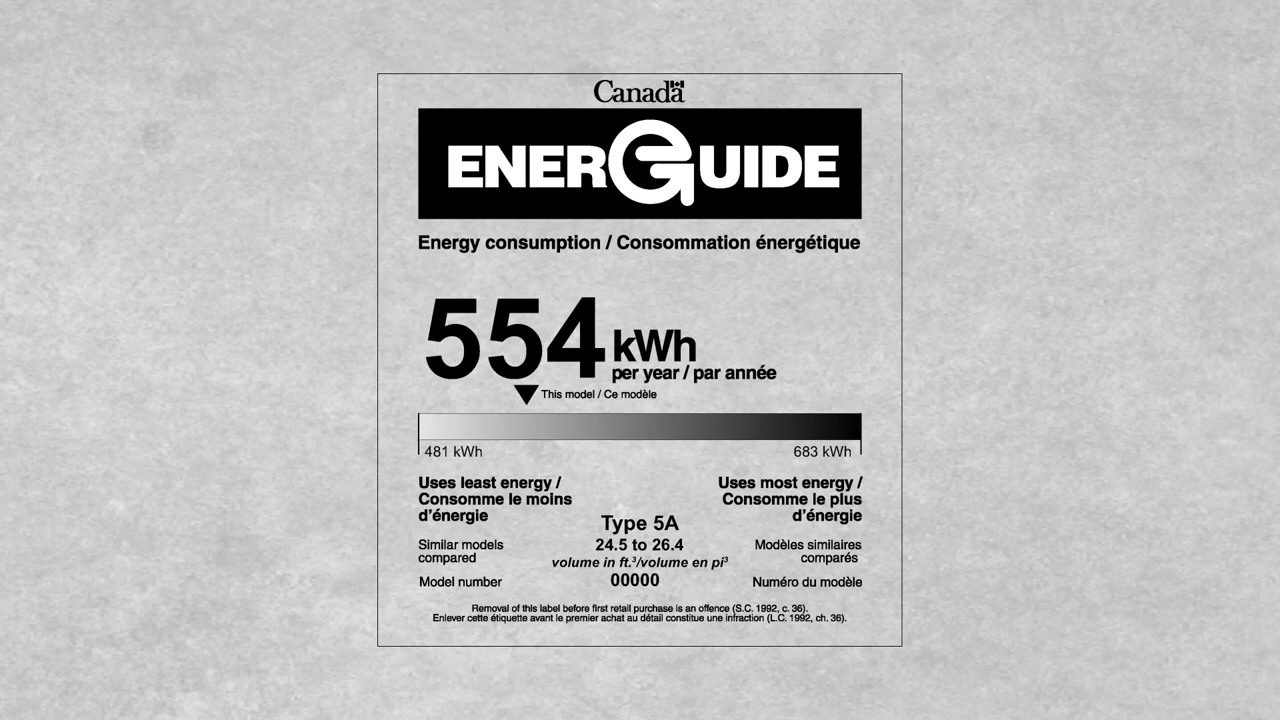 Canada
ENERGUIDE
Energy consumption / Consommation énergétique
554 kWh
per year / par année
This model / Ce modèle
481 kWh 683 kWh
Uses least energy / Uses most energy /
Consomme le moins Consomme le plus
d'énergie d'énergie
Type 5A
Similar models 24.5 to 26.4 Modèles similaires
compared volume in ft.³/volume en pi³ comparés
Model number 00000 Numéro du modèle
Removal of this label before first retail purchase is an offence (S.C. 1992, c. 36).
Enlever cette étiquette avant le premier achat au détail constitue une infraction (L.C. 1992, ch. 36).